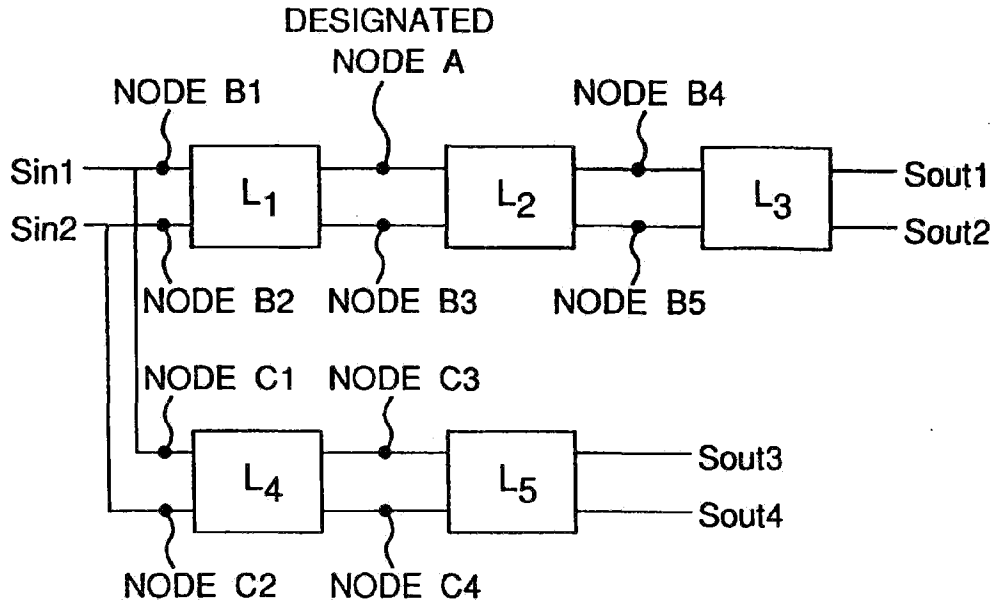 DESIGNATED
NODE A
NODE B1
NODE B4
Sin1
L1
L2
L3
Sout1
Sin2
Sout2
NODE B2
NODE B3
NODE B5
NODE C1
NODE C3
L4
L5
Sout3
Sout4
NODE C2
NODE C4